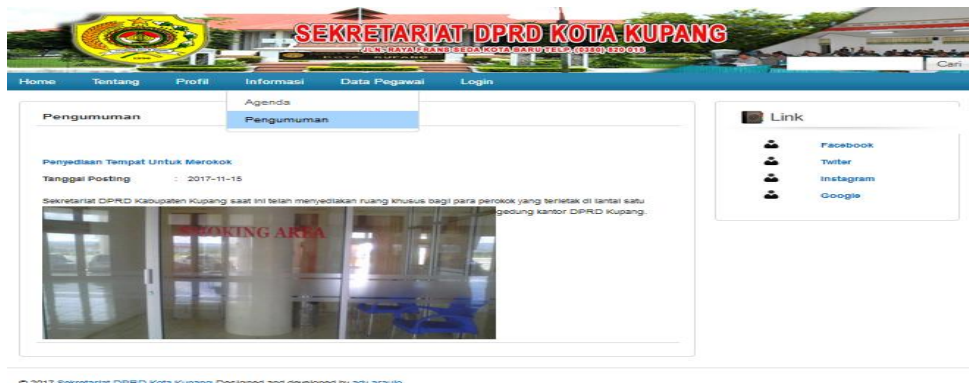 SEKRETARIAT DPRD KOTA KUPANG
JLN. RAYA FRANS SEDA KOTA BARU TELP. (0380) 820 016
Cari
Home Tentang Profil Informasi Data Pegawai Login
Agenda
Pengumuman
Pengumuman
Penyediaan Tempat Untuk Merokok
Tanggal Posting : 2017-11-15
Sekretariat DPRD Kabupaten Kupang saat ini telah menyediakan ruang khusus bagi para perokok yang terletak di lantai satu
gedung kantor DPRD Kupang.
SMOKING AREA
Link
Facebook
Twiter
Instagram
Google
© 2017 Sekretariat DPRD Kota Kupang Designed and developed by